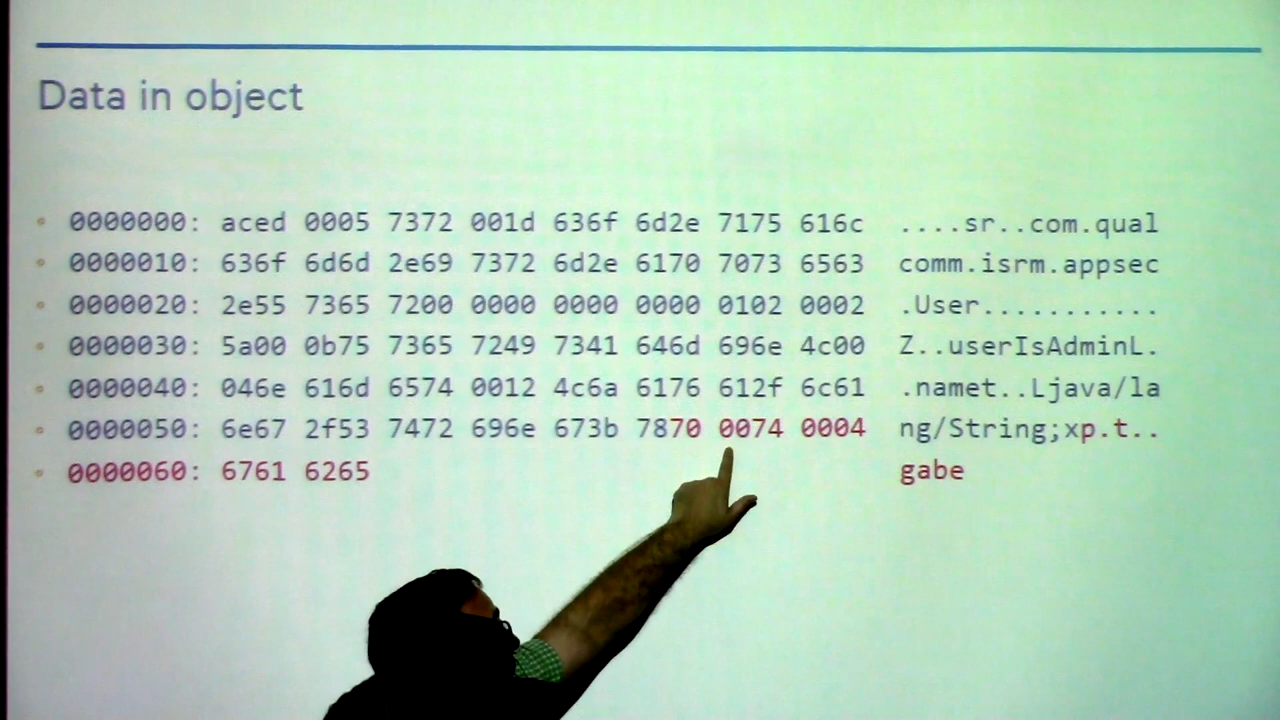 Data in object
• 0000000: aced 0005 7372 001d 636f 6d2e 7175 616c ....sr..com.qual
• 0000010: 636f 6d6d 2e69 7372 6d2e 6170 7073 6563 comm.isrm.appsec
• 0000020: 2e55 7365 7200 0000 0000 0000 0102 0002 .User...........
• 0000030: 5a00 0b75 7365 7249 7341 646d 696e 4c00 Z..userIsAdminL.
• 0000040: 046e 616d 6574 0012 4c6a 6176 612f 6c61 .namet..Ljava/la
• 0000050: 6e67 2f53 7472 696e 673b 7870 0074 0004 ng/String;xp.t..
• 0000060: 6761 6265 gabe